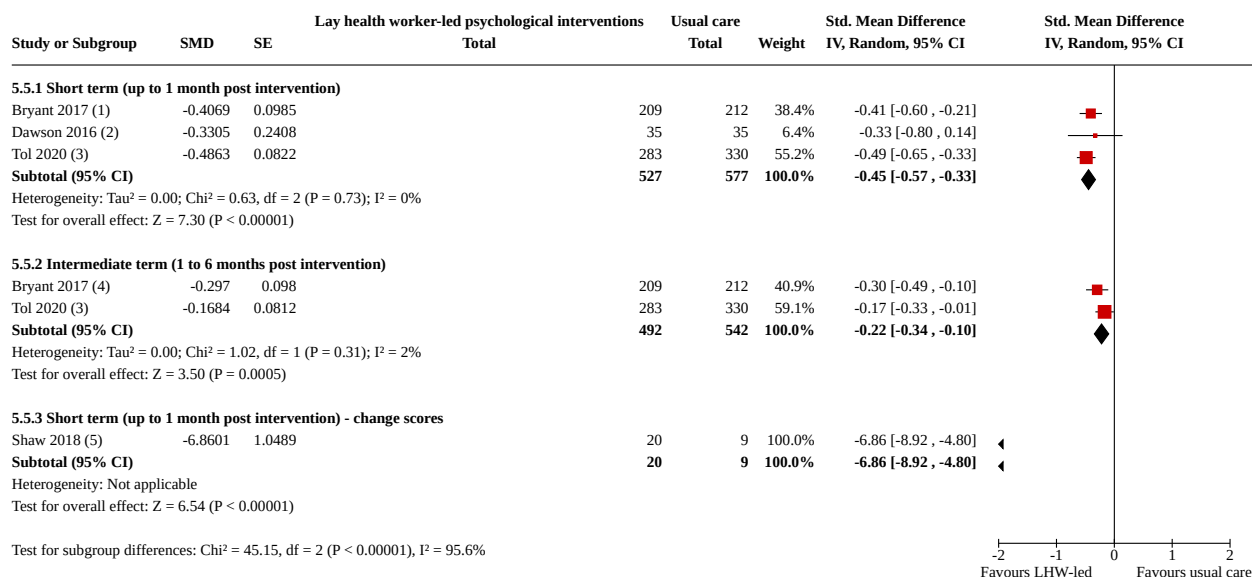 Lay health worker-led psychological interventions Usual care Std. Mean Difference Std. Mean Difference
Study or Subgroup SMD SE Total Total Weight IV, Random, 95% CI IV, Random, 95% CI
5.5.1 Short term (up to 1 month post intervention)
Bryant 2017 (1) -0.4069 0.0985 209 212 38.4% -0.41 [-0.60 , -0.21]
Dawson 2016 (2) -0.3305 0.2408 35 35 6.4% -0.33 [-0.80 , 0.14]
Tol 2020 (3) -0.4863 0.0822 283 330 55.2% -0.49 [-0.65 , -0.33]
Subtotal (95% CI) 527 577 100.0% -0.45 [-0.57 , -0.33]
Heterogeneity: Tau² = 0.00; Chi² = 0.63, df = 2 (P = 0.73); I² = 0%
Test for overall effect: Z = 7.30 (P < 0.00001)
5.5.2 Intermediate term (1 to 6 months post intervention)
Bryant 2017 (4) -0.297 0.098 209 212 40.9% -0.30 [-0.49 , -0.10]
Tol 2020 (3) -0.1684 0.0812 283 330 59.1% -0.17 [-0.33 , -0.01]
Subtotal (95% CI) 492 542 100.0% -0.22 [-0.34 , -0.10]
Heterogeneity: Tau² = 0.00; Chi² = 1.02, df = 1 (P = 0.31); I² = 2%
Test for overall effect: Z = 3.50 (P = 0.0005)
5.5.3 Short term (up to 1 month post intervention) - change scores
Shaw 2018 (5) -6.8601 1.0489 20 9 100.0% -6.86 [-8.92 , -4.80]
Subtotal (95% CI) 20 9 100.0% -6.86 [-8.92 , -4.80]
Heterogeneity: Not applicable
Test for overall effect: Z = 6.54 (P < 0.00001)
Test for subgroup differences: Chi² = 45.15, df = 2 (P < 0.00001), I² = 95.6%
-2 -1 0 1 2
Favours LHW-led Favours usual care